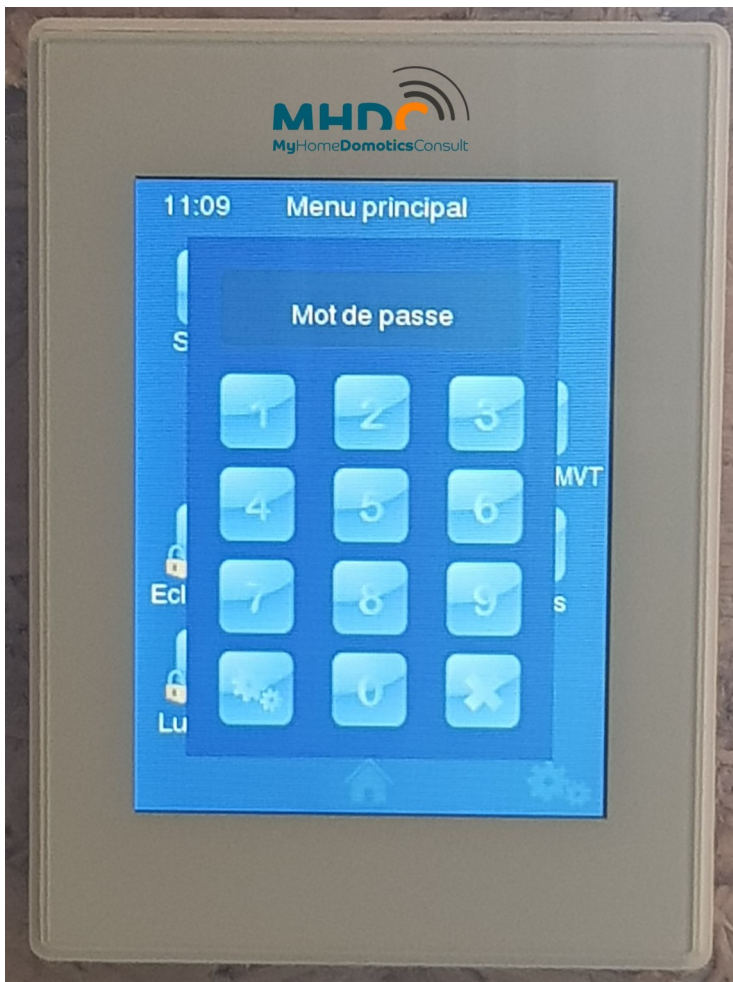 MHDC
MyHomeDomoticsConsult
11:09 Menu principal
Mot de passe
1 2 3
MVT
4 5 6
7 8 9
s
0